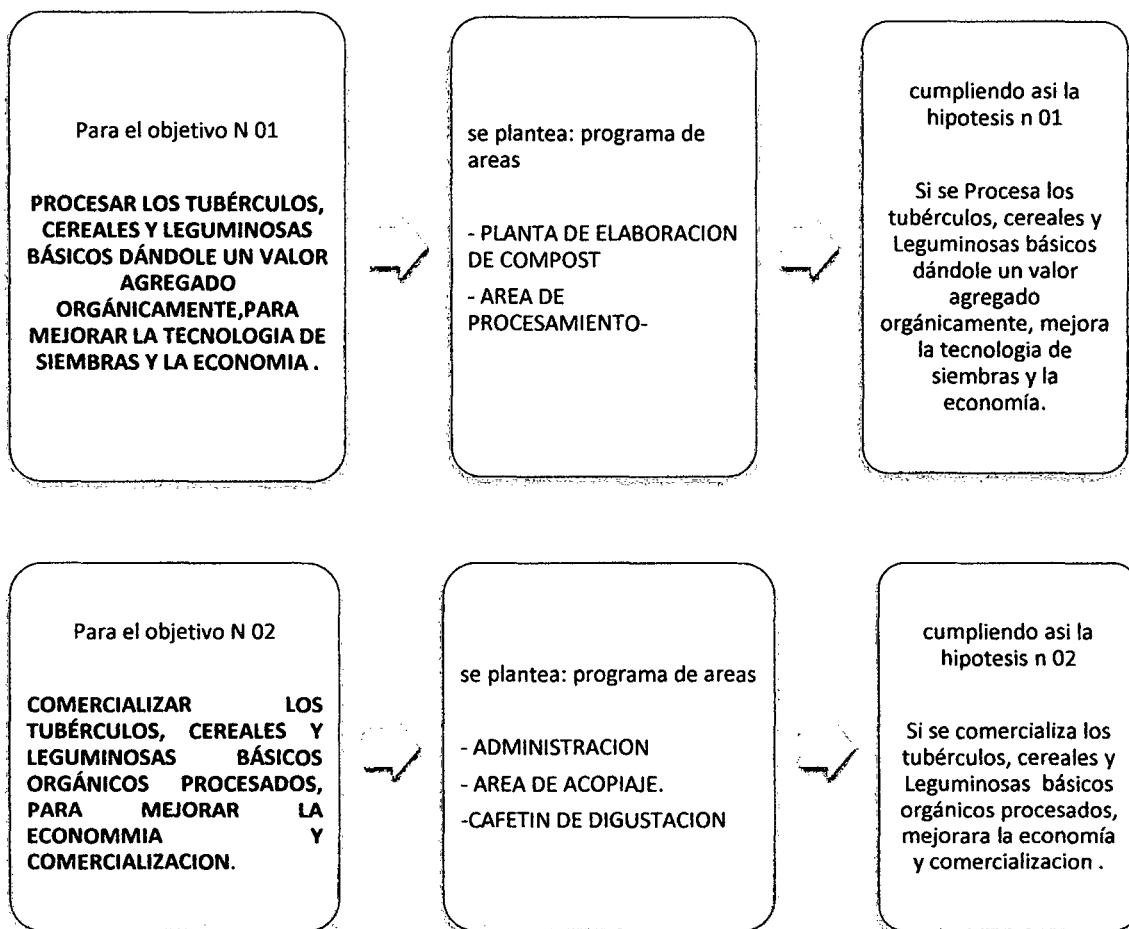 Para el objetivo N 01
PROCESAR LOS TUBÉRCULOS,
CEREALES Y LEGUMINOSAS
BÁSICOS DÁNDOLE UN VALOR
AGREGADO
ORGÁNICAMENTE,PARA
MEJORAR LA TECNOLOGIA DE
SIEMBRAS Y LA ECONOMIA .
se plantea: programa de
areas
- PLANTA DE ELABORACION
DE COMPOST
- AREA DE
PROCESAMIENTO-
cumpliendo asi la
hipotesis n 01
Si se Procesa los
tubérculos, cereales y
Leguminosas básicos
dándole un valor
agregado
orgánicamente, mejora
la tecnologia de
siembras y la
economía.
Para el objetivo N 02
COMERCIALIZAR LOS
TUBÉRCULOS, CEREALES Y
LEGUMINOSAS BÁSICOS
ORGÁNICOS PROCESADOS,
PARA MEJORAR LA
ECONOMMIA Y
COMERCIALIZACION.
se plantea: programa de areas
- ADMINISTRACION
- AREA DE ACOPIAJE.
-CAFETIN DE DIGUSTACION
cumpliendo asi la
hipotesis n 02
Si se comercializa los
tubérculos, cereales y
Leguminosas básicos
orgánicos procesados,
mejorara la economía
y comercializacion .